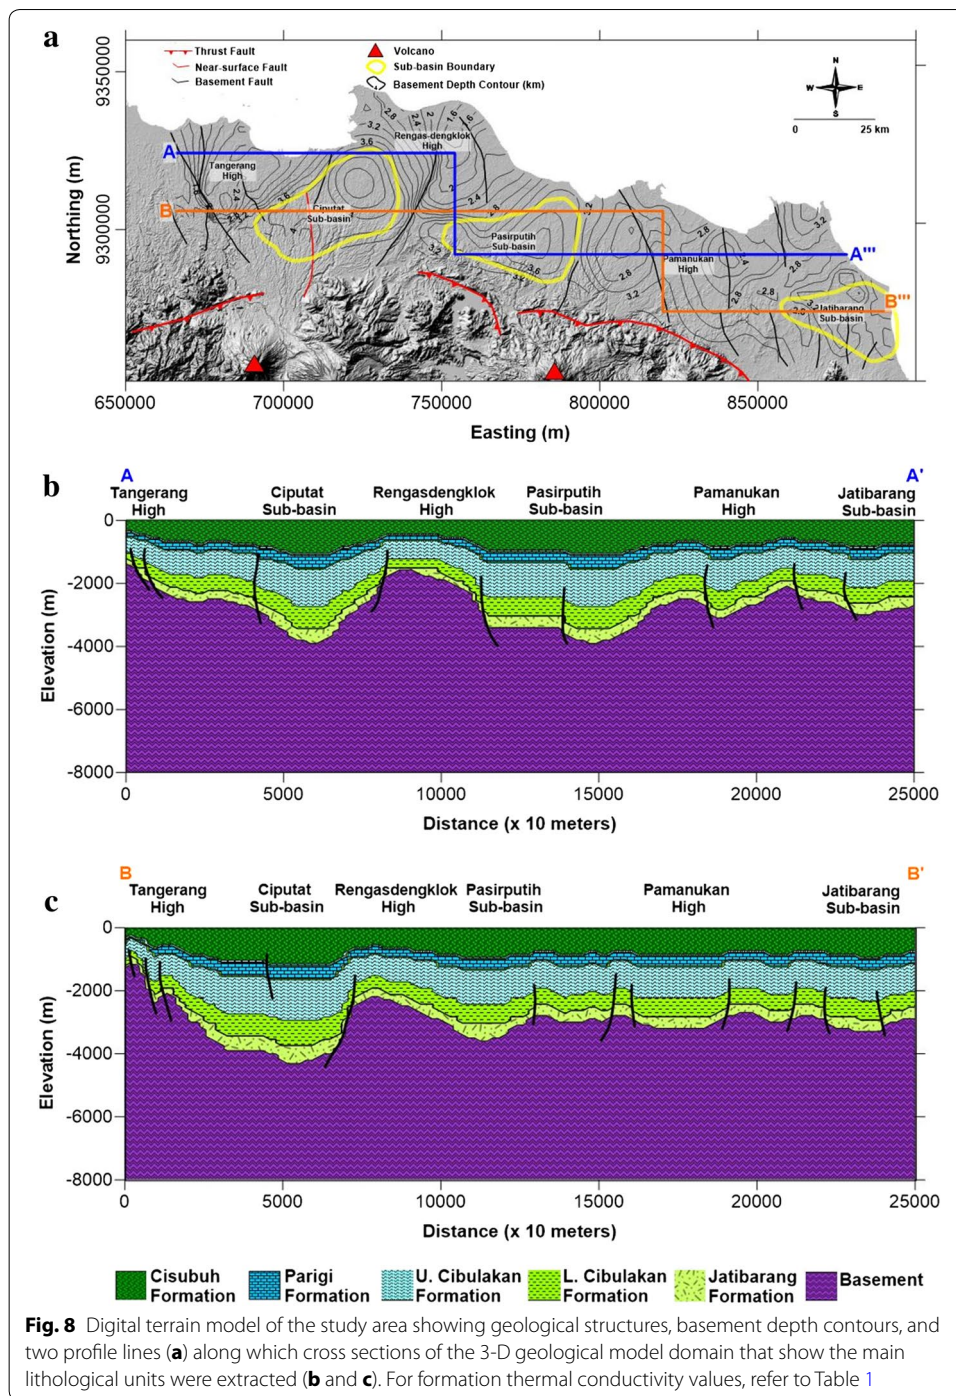 a
Thrust Fault
Near-surface Fault
Basement Fault
Volcano
Sub-basin Boundary
Basement Depth Contour (km)
N
W E
S
0 25 km
9350000
9300000
Northing (m)
A
B
Tangerang
High
Rengas-dengklok
High
Ciputat
Sub-basin
Pasirputih
Sub-basin
Pamanukan
High
Jatibarang
Sub-basin
A'''
B'''
650000 700000 750000 800000 850000
Easting (m)
b
A A'
Tangerang
High
Ciputat
Sub-basin
Rengasdengklok
High
Pasirputih
Sub-basin
Pamanukan
High
Jatibarang
Sub-basin
0
-2000
-4000
-6000
-8000
Elevation (m)
0 5000 10000 15000 20000 25000
Distance (x 10 meters)
c
B B'
Tangerang
High
Ciputat
Sub-basin
Rengasdengklok
High
Pasirputih
Sub-basin
Pamanukan
High
Jatibarang
Sub-basin
0
-2000
-4000
-6000
-8000
Elevation (m)
0 5000 10000 15000 20000 25000
Distance (x 10 meters)
Cisubuh
Formation
Parigi
Formation
U. Cibulakan
Formation
L. Cibulakan
Formation
Jatibarang
Formation
Basement
Fig. 8 Digital terrain model of the study area showing geological structures, basement depth contours, and
two profile lines (a) along which cross sections of the 3-D geological model domain that show the main
lithological units were extracted (b and c). For formation thermal conductivity values, refer to Table 1